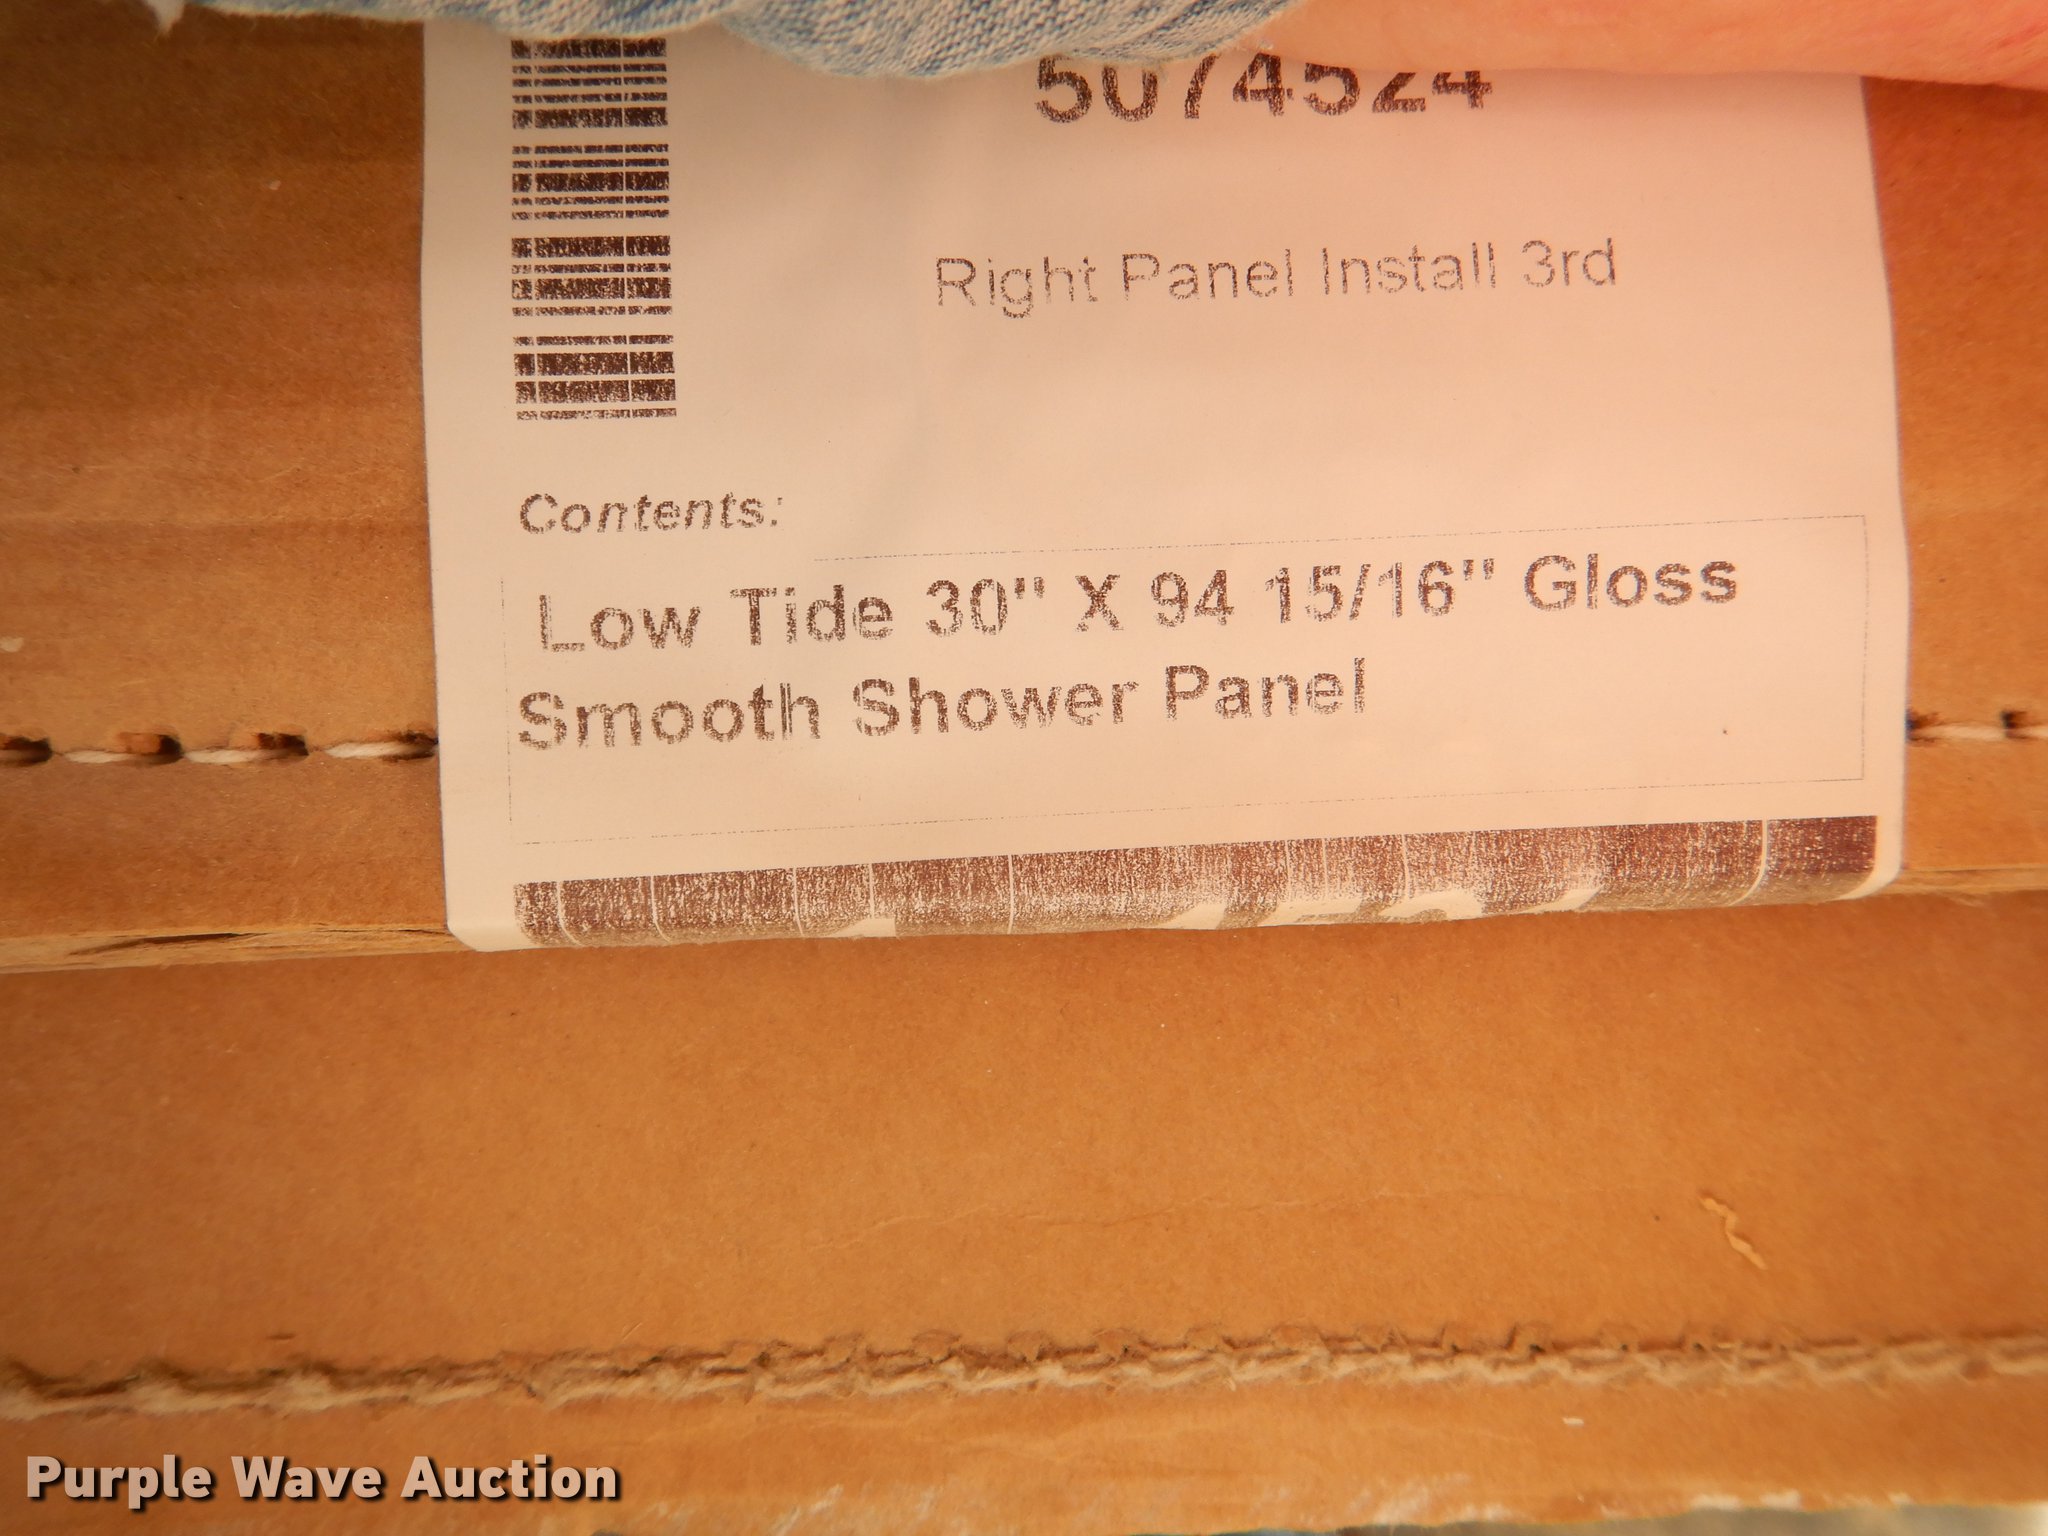 5074524
Right Panel Install 3rd
Contents:
Low Tide 30" X 94 15/16" Gloss
Smooth Shower Panel
Purple Wave Auction